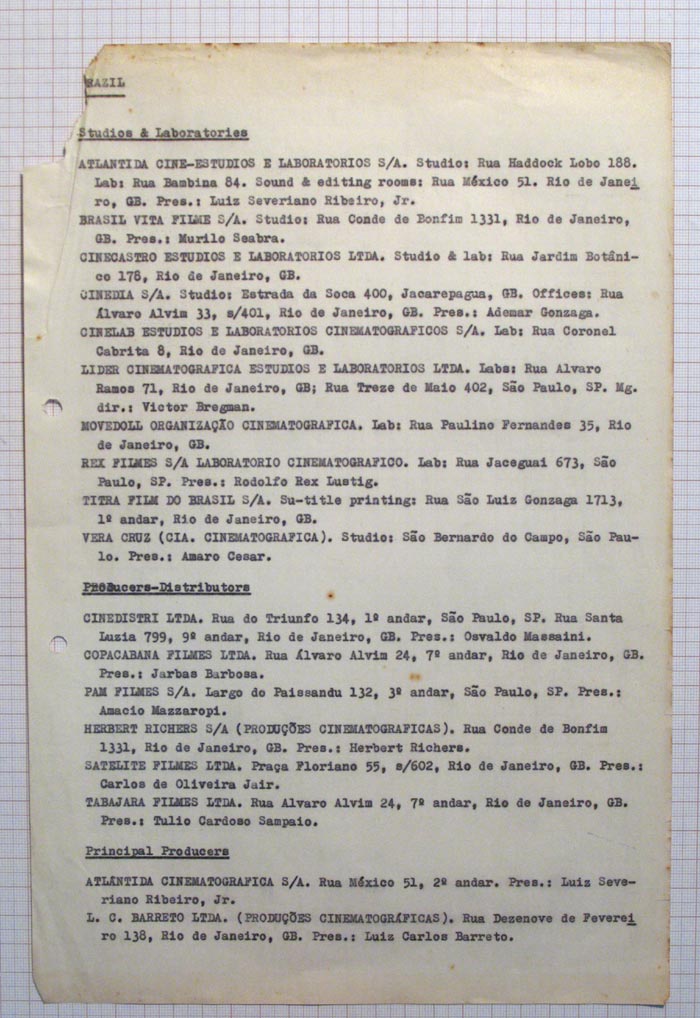 RAZIL
Studios & Laboratories
ATLANTIDA CINE-ESTUDIOS E LABORATORIOS S/A. Studio: Rua Haddock Lobo 188.
Lab: Rua Bambina 84. Sound & editing rooms: Rua México 51. Rio de Janei
ro, GB. Pres.: Luiz Severiano Ribeiro, Jr.
BRASIL VITA FILME S/A. Studio: Rua Conde de Bonfim 1331, Rio de Janeiro,
GB. Pres.: Murilo Seabra.
CINECASTRO ESTUDIOS E LABORATORIOS LTDA. Studio & lab: Rua Jardim Botâni-
co 178, Rio de Janeiro, GB.
CINEDIA S/A. Studio: Estrada da Soca 400, Jacarepagua, GB. Offices: Rua
Álvaro Alvim 33, s/401, Rio de Janeiro, GB. Pres.: Ademar Gonzaga.
CINELAB ESTUDIOS E LABORATORIOS CINEMATOGRAFICOS S/A. Lab: Rua Coronel
Cabrita 8, Rio de Janeiro, GB.
LIDER CINEMATOGRAFICA ESTUDIOS E LABORATORIOS LTDA. Labs: Rua Alvaro
Ramos 71, Rio de Janeiro, GB; Rua Treze de Maio 402, São Paulo, SP. Mg.
dir.: Victor Bregman.
MOVEDOLL ORGANIZAÇÃO CINEMATOGRAFICA. Lab: Rua Paulino Fernandes 35, Rio
de Janeiro, GB.
REX FILMES S/A LABORATORIO CINEMATOGRAFICO. Lab: Rua Jaceguai 673, São
Paulo, SP. Pres.: Rodolfo Rex Lustig.
TITRA FILM DO BRASIL S/A. Su-title printing: Rua São Luiz Gonzaga 1713,
1º andar, Rio de Janeiro, GB.
VERA CRUZ (CIA. CINEMATOGRAFICA). Studio: São Bernardo do Campo, São Pau-
lo. Pres.: Amaro Cesar.
Producers-Distributors
CINEDISTRI LTDA. Rua do Triunfo 134, 1º andar, São Paulo, SP. Rua Santa
Luzia 799, 9º andar, Rio de Janeiro, GB. Pres.: Osvaldo Massaini.
COPACABANA FILMES LTDA. Rua Álvaro Alvim 24, 7º andar, Rio de Janeiro, GB.
Pres.: Jarbas Barbosa.
PAM FILMES S/A. Largo do Paissandu 132, 3º andar, São Paulo, SP. Pres.:
Amacio Mazzaropi.
HERBERT RICHERS S/A (PRODUÇÕES CINEMATOGRAFICAS). Rua Conde de Bonfim
1331, Rio de Janeiro, GB. Pres.: Herbert Richers.
SATELITE FILMES LTDA. Praça Floriano 55, s/602, Rio de Janeiro, GB. Pres.:
Carlos de Oliveira Jair.
TABAJARA FILMES LTDA. Rua Alvaro Alvim 24, 7º andar, Rio de Janeiro, GB.
Pres.: Tulio Cardoso Sampaio.
Principal Producers
ATLÁNTIDA CINEMATOGRAFICA S/A. Rua México 51, 2º andar. Pres.: Luiz Seve-
riano Ribeiro, Jr.
L. C. BARRETO LTDA. (PRODUÇÕES CINEMATOGRÁFICAS). Rua Dezenove de Feverei
ro 138, Rio de Janeiro, GB. Pres.: Luiz Carlos Barreto.